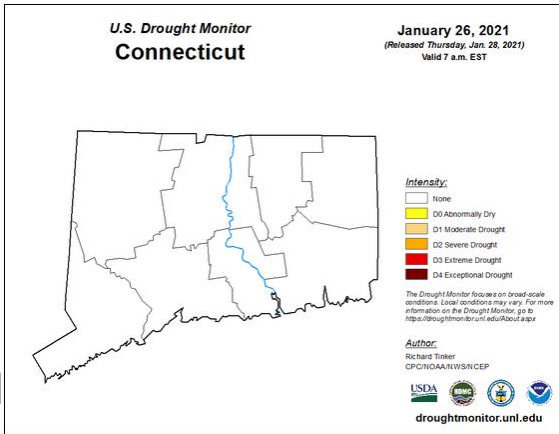 U.S. Drought Monitor
Connecticut
January 26, 2021
(Released Thursday, Jan. 28, 2021)
Valid 7 a.m. EST
Intensity:
None
D0 Abnormally Dry
D1 Moderate Drought
D2 Severe Drought
D3 Extreme Drought
D4 Exceptional Drought
The Drought Monitor focuses on broad-scale
conditions. Local conditions may vary. For more
information on the Drought Monitor, go to
https://droughtmonitor.unl.edu/About.aspx
Author:
Richard Tinker
CPC/NOAA/NWS/NCEP
USDA
NDMC
droughtmonitor.unl.edu